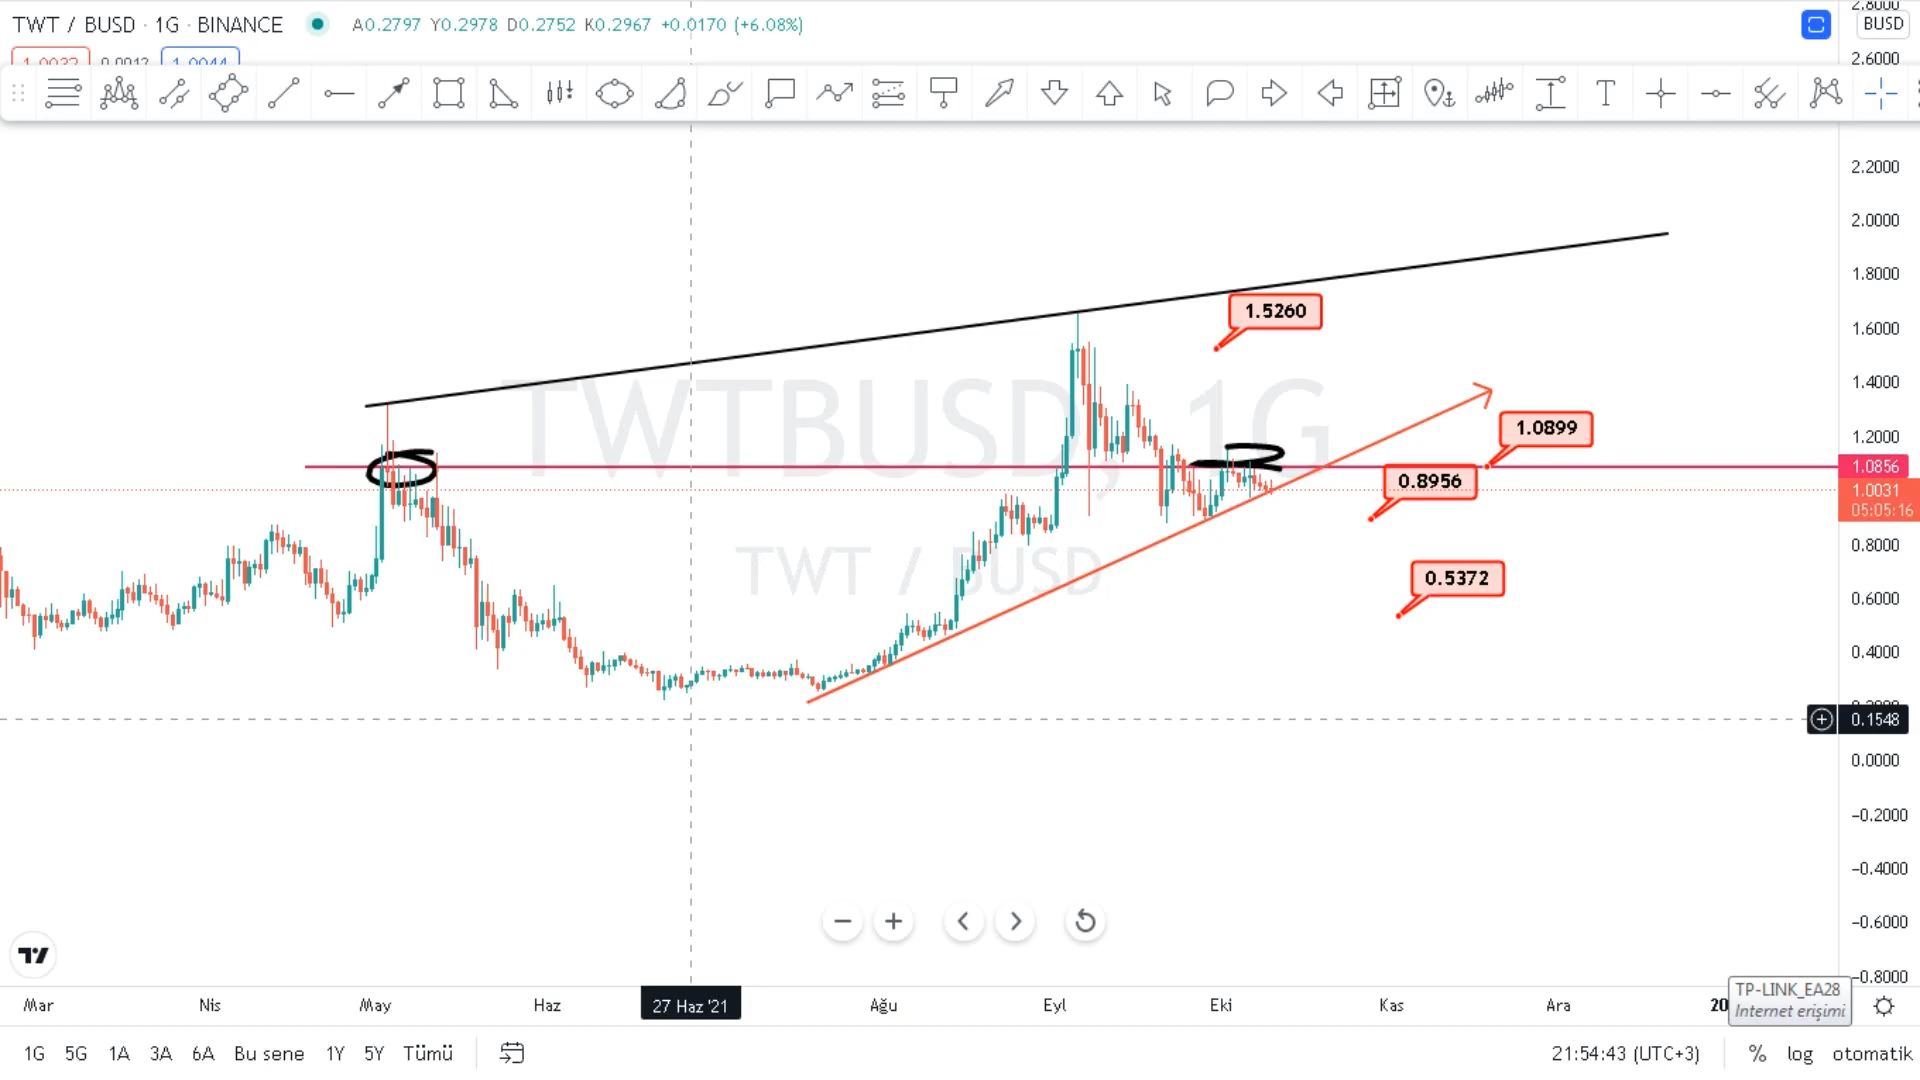 TWT / BUSD · 1G · BINANCE A0.2797 Y0.2978 D0.2752 K0.2967 +0.0170 (+6.08%)
BUSD
2.6000
2.2000
2.0000
1.8000
1.6000
1.4000
1.2000
1.0856
1.0031
05:05:16
0.8000
0.6000
0.4000
0.1548
0.0000
−0.2000
−0.4000
−0.6000
−0.8000
TWTBUSD, 1G
TWT / BUSD
1.5260
1.0899
0.8956
0.5372
Mar Nis May Haz 27 Haz '21 Ağu Eyl Eki Kas Ara 20
TP-LINK_EA28
Internet erişimi
1G 5G 1A 3A 6A Bu sene 1Y 5Y Tümü 21:54:43 (UTC+3) % log otomatik